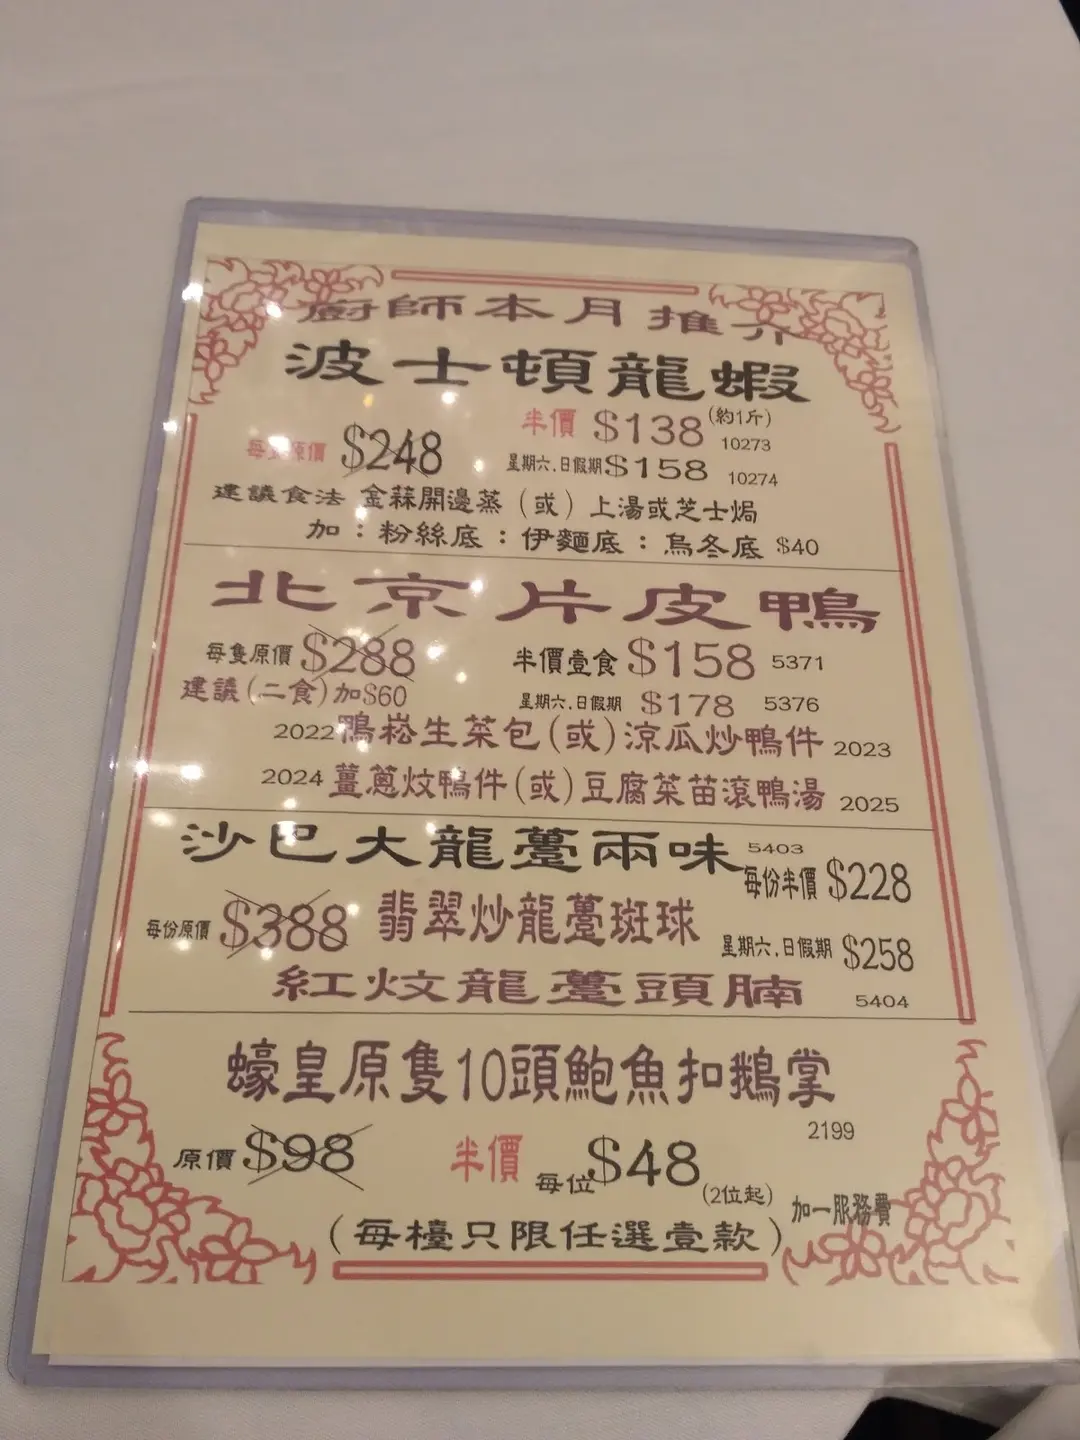 廚師本月推介
波士頓龍蝦
每隻原價 $248 半價 $138 (約1斤) 10273
星期六.日假期 $158 10274
建議食法 金蒜開邊蒸 (或) 上湯或芝士焗
加：粉絲底：伊麵底：烏冬底 $40
北京片皮鴨
每隻原價 $288 半價壹食 $158 5371
建議(二食)加$60 星期六.日假期 $178 5376
2022 鴨崧生菜包(或)涼瓜炒鴨件 2023
2024 薑蔥炆鴨件(或)豆腐菜苗滾鴨湯 2025
沙巴大龍躉兩味 5403
每份半價 $228
每份原價 $388 翡翠炒龍躉斑球
星期六.日假期 $258
紅炆龍躉頭腩 5404
蠔皇原隻10頭鮑魚扣鵝掌
2199
原價 $98 半價 每位 $48 (2位起)
加一服務費
(每檯只限任選壹款)